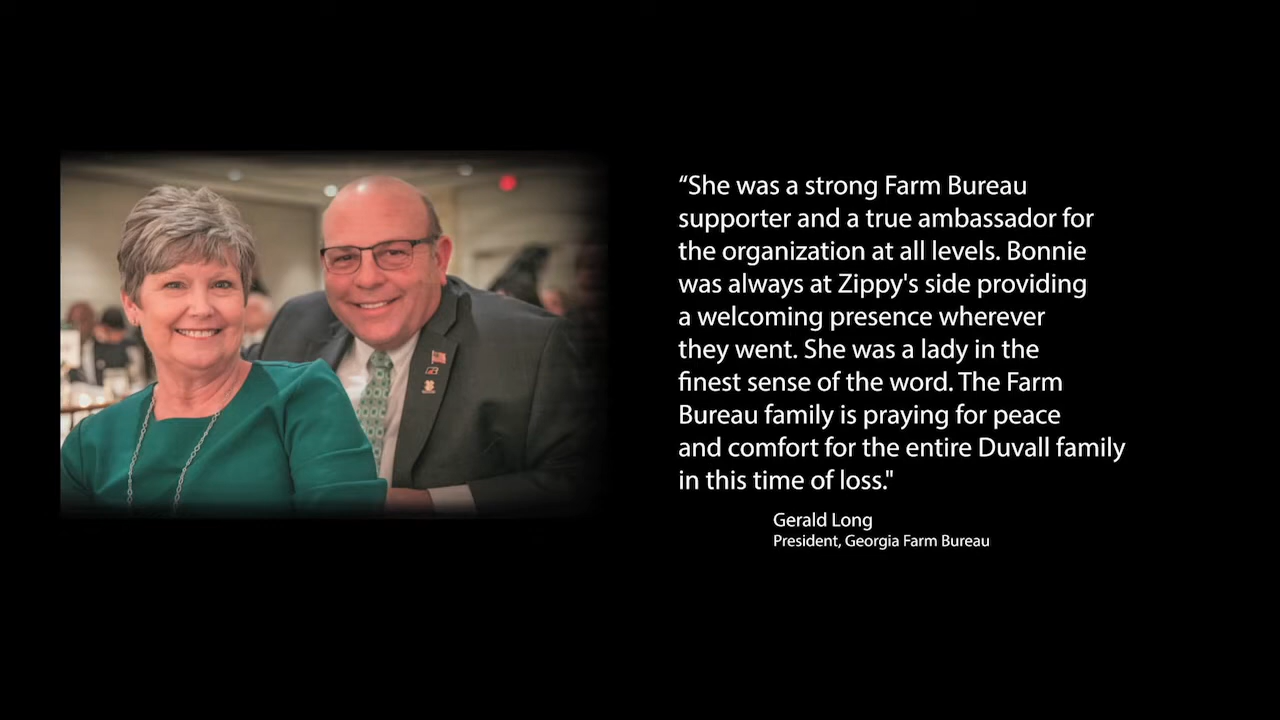 “She was a strong Farm Bureau
supporter and a true ambassador for
the organization at all levels. Bonnie
was always at Zippy's side providing
a welcoming presence wherever
they went. She was a lady in the
finest sense of the word. The Farm
Bureau family is praying for peace
and comfort for the entire Duvall family
in this time of loss."
Gerald Long
President, Georgia Farm Bureau